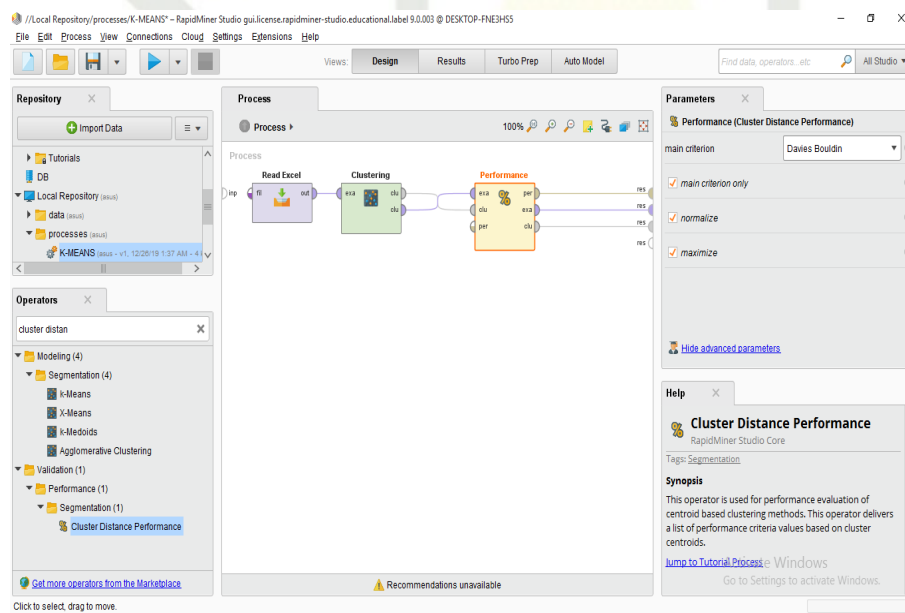 //Local Repository/processes/K-MEANS* – RapidMiner Studio gui.license.rapidminer-studio.educational.label 9.0.003 @ DESKTOP-FNE3HS5
File Edit Process View Connections Cloud Settings Extensions Help
Views: Design Results Turbo Prep Auto Model
Find data, operators...etc
All Studio
Repository
Import Data
Tutorials
DB
Local Repository (asus)
data (asus)
processes (asus)
K-MEANS (asus - v1, 12/26/19 1:37 AM - 4
Operators
cluster distan
Modeling (4)
Segmentation (4)
k-Means
X-Means
k-Medoids
Agglomerative Clustering
Validation (1)
Performance (1)
Segmentation (1)
Cluster Distance Performance
Get more operators from the Marketplace
Click to select, drag to move.
Process
Process
100%
Process
Read Excel Clustering Performance
inp fil out exa clu exa per res
clu clu exa res
per clu res
res
Recommendations unavailable
Parameters
Performance (Cluster Distance Performance)
main criterion Davies Bouldin
main criterion only
normalize
maximize
Hide advanced parameters
Help
Cluster Distance Performance
RapidMiner Studio Core
Tags: Segmentation
Synopsis
This operator is used for performance evaluation of
centroid based clustering methods. This operator delivers
a list of performance criteria values based on cluster
centroids.
Jump to Tutorial Process
Activate Windows
Go to Settings to activate Windows.